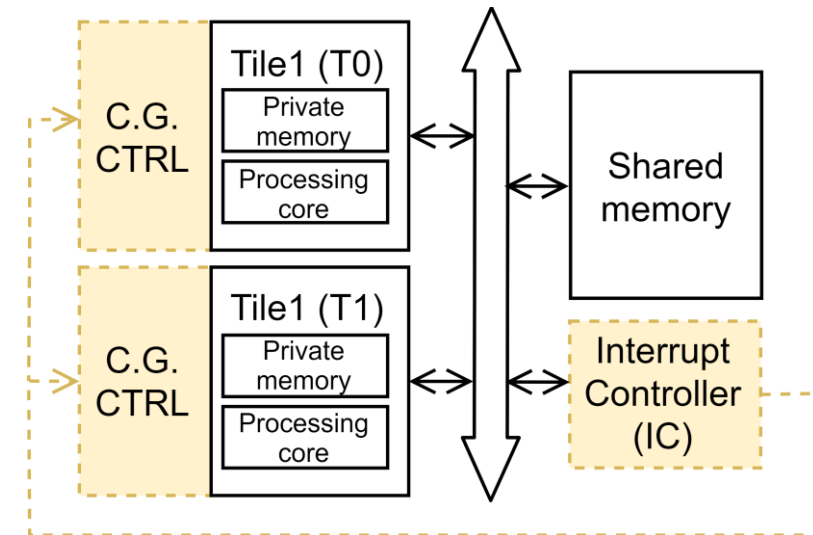 C.G.
CTRL
Tile1 (T0)
Private
memory
Processing
core
Shared
memory
C.G.
CTRL
Tile1 (T1)
Private
memory
Processing
core
Interrupt
Controller
(IC)